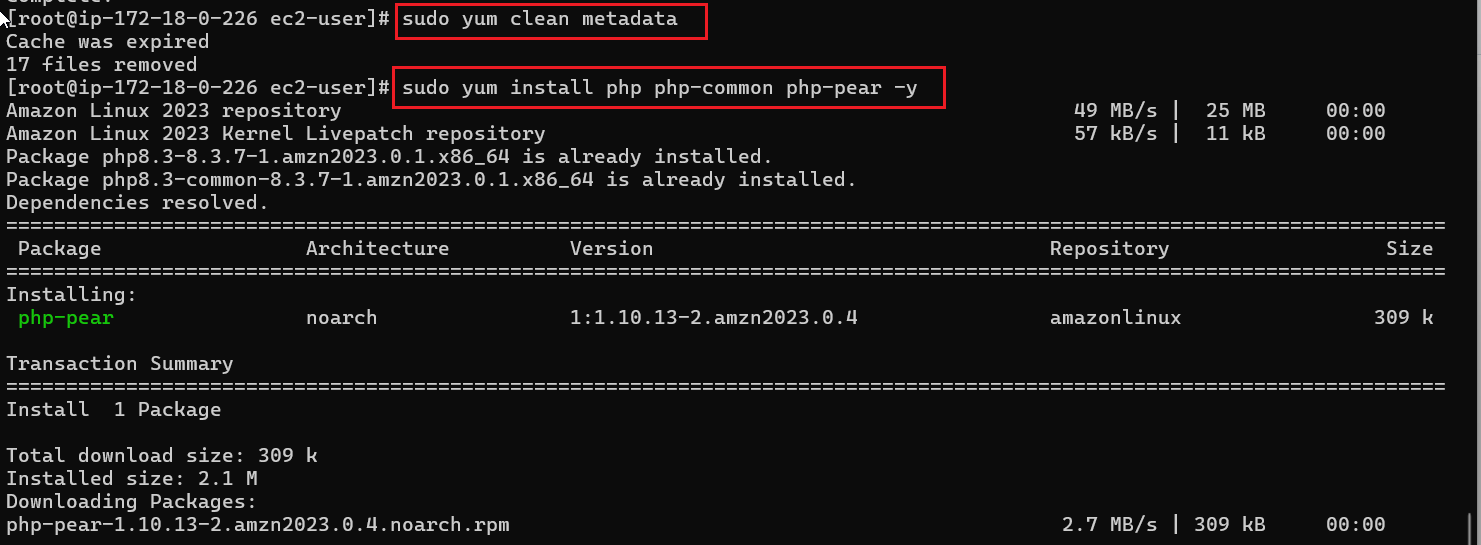 Complete!
[root@ip-172-18-0-226 ec2-user]# sudo yum clean metadata
Cache was expired
17 files removed
[root@ip-172-18-0-226 ec2-user]# sudo yum install php php-common php-pear -y
Amazon Linux 2023 repository 49 MB/s | 25 MB 00:00
Amazon Linux 2023 Kernel Livepatch repository 57 kB/s | 11 kB 00:00
Package php8.3-8.3.7-1.amzn2023.0.1.x86_64 is already installed.
Package php8.3-common-8.3.7-1.amzn2023.0.1.x86_64 is already installed.
Dependencies resolved.
================================================================================
Package Architecture Version Repository Size
================================================================================
Installing:
php-pear noarch 1:1.10.13-2.amzn2023.0.4 amazonlinux 309 k
Transaction Summary
================================================================================
Install 1 Package
Total download size: 309 k
Installed size: 2.1 M
Downloading Packages:
php-pear-1.10.13-2.amzn2023.0.4.noarch.rpm 2.7 MB/s | 309 kB 00:00